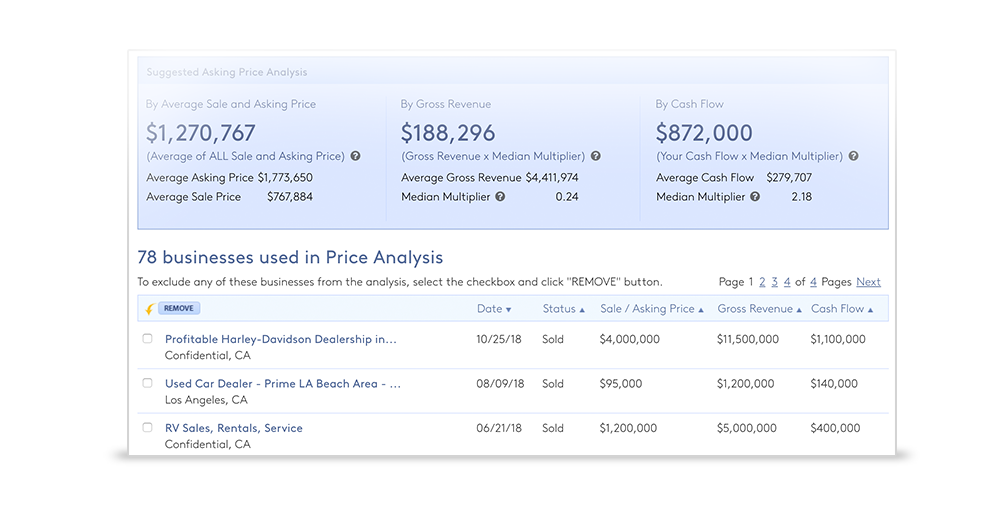 Suggested Asking Price Analysis
By Average Sale and Asking Price
$1,270,767
(Average of ALL Sale and Asking Price) ?
Average Asking Price $1,773,650
Average Sale Price $767,884
By Gross Revenue
$188,296
(Gross Revenue x Median Multiplier) ?
Average Gross Revenue $4,411,974
Median Multiplier ? 0.24
By Cash Flow
$872,000
(Your Cash Flow x Median Multiplier) ?
Average Cash Flow $279,707
Median Multiplier ? 2.18
78 businesses used in Price Analysis
To exclude any of these businesses from the analysis, select the checkbox and click "REMOVE" button. Page 1 2 3 4 of 4 Pages Next
REMOVE Date ▼ Status ▲ Sale / Asking Price ▲ Gross Revenue ▲ Cash Flow ▲
Profitable Harley-Davidson Dealership in... 10/25/18 Sold $4,000,000 $11,500,000 $1,100,000
Confidential, CA
Used Car Dealer - Prime LA Beach Area - ... 08/09/18 Sold $95,000 $1,200,000 $140,000
Los Angeles, CA
RV Sales, Rentals, Service 06/21/18 Sold $1,200,000 $5,000,000 $400,000
Confidential, CA